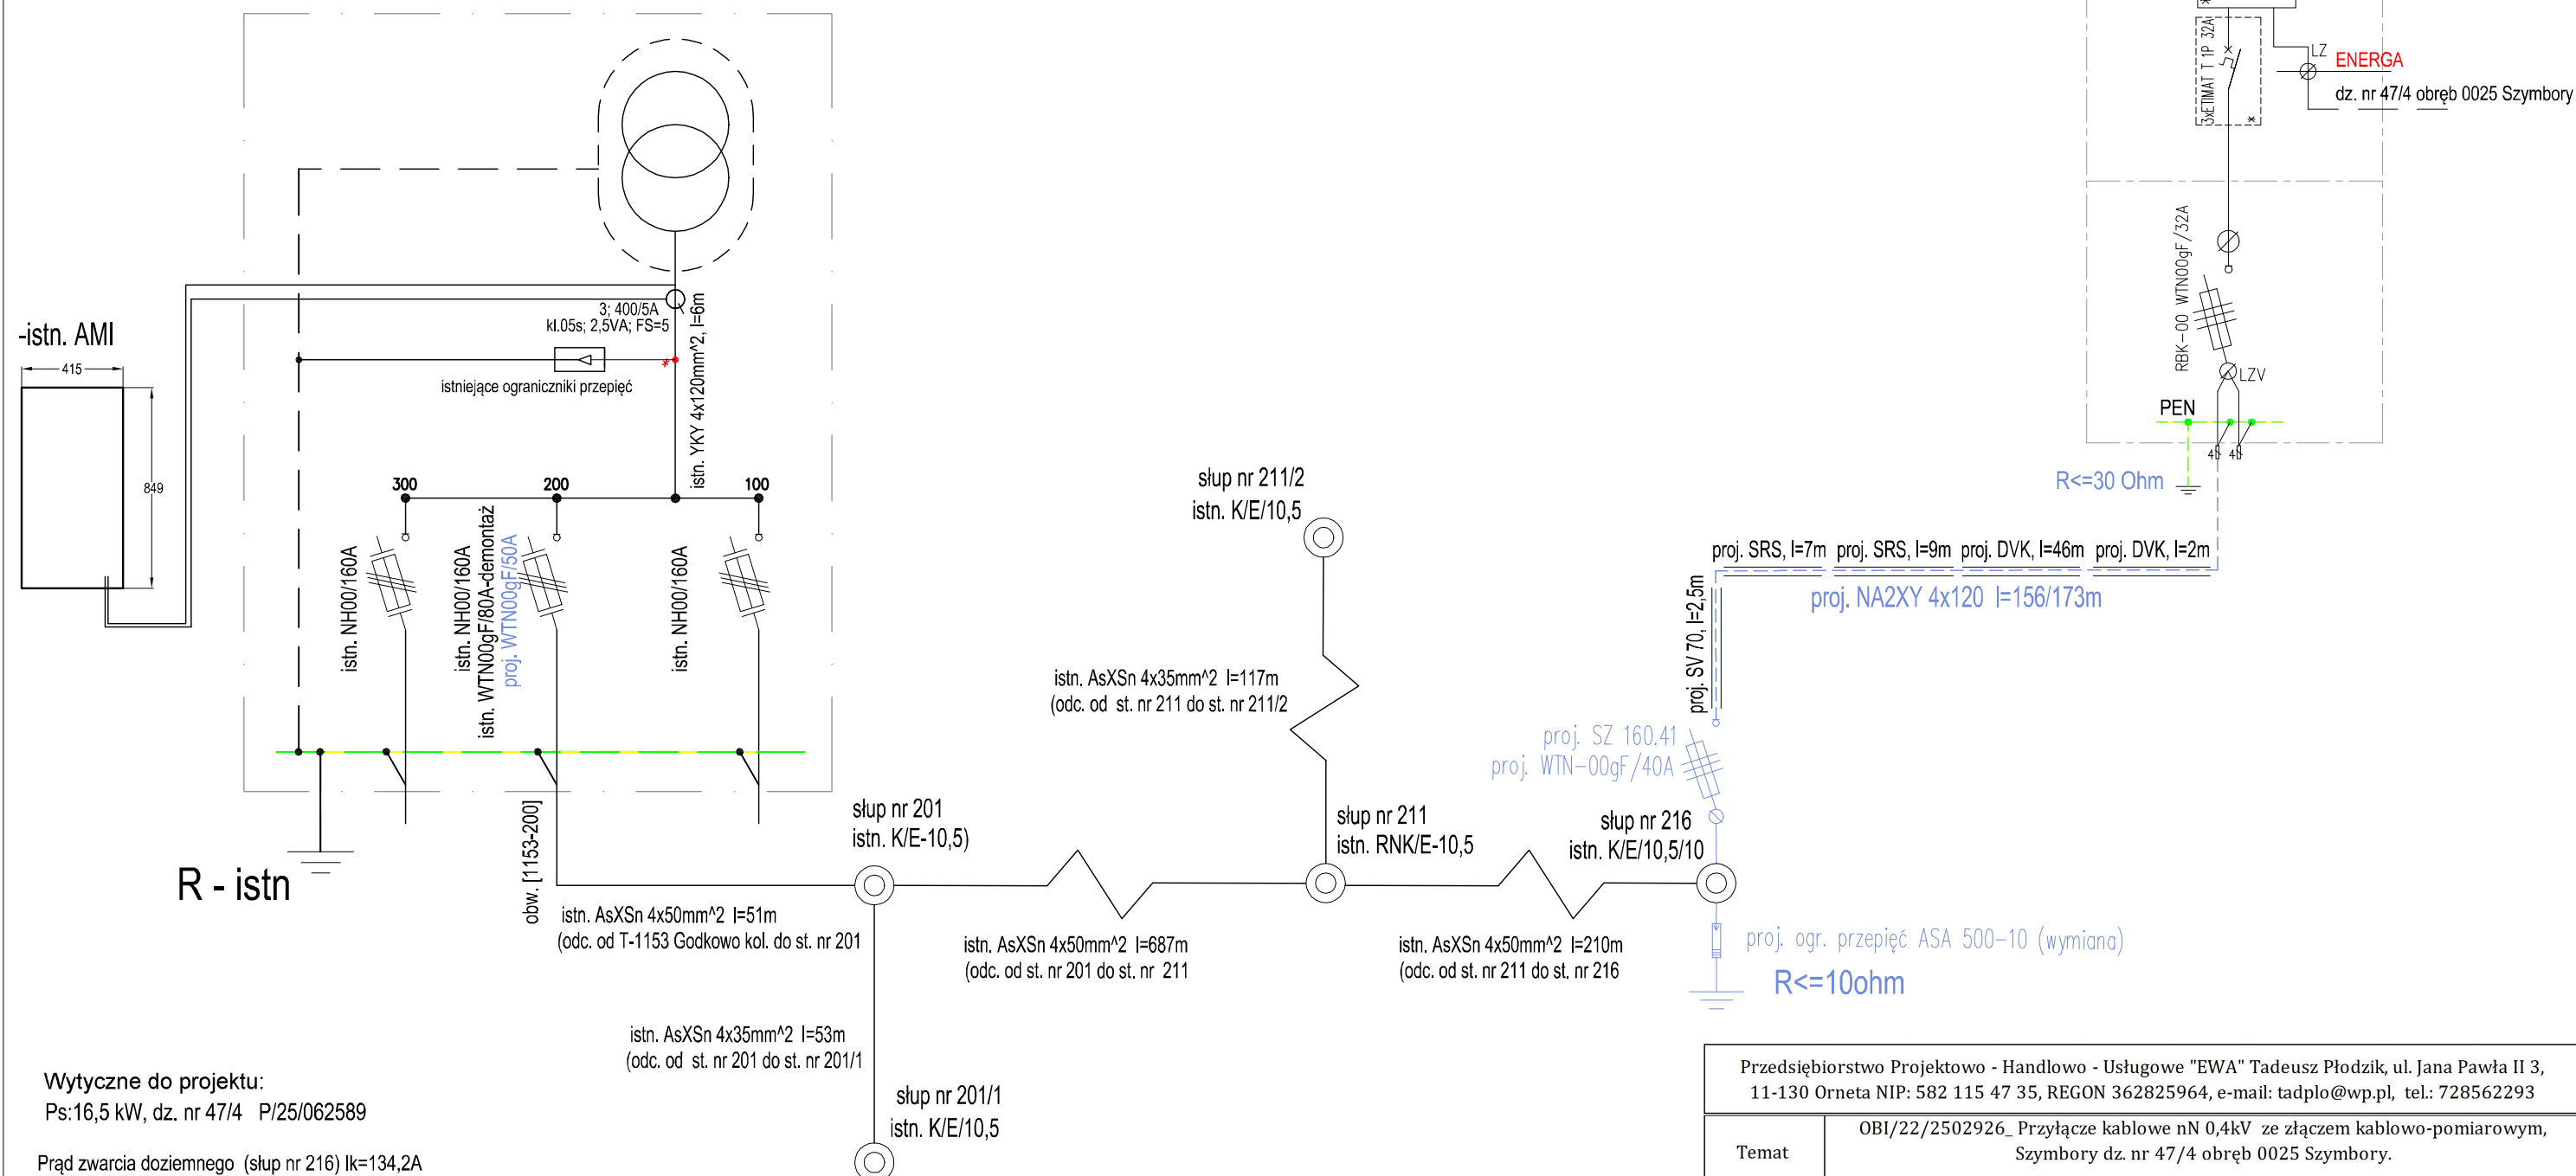 -istn. AMI
415
849
3; 400/5A
kl.05s; 2,5VA; FS=5
istn. YKY 4x120mm^2, l=6m
istniejące ograniczniki przepięć
300
200
100
istn. NH00/160A
istn. NH00/160A
istn. WTN00gF/80A-demontaż
proj. WTN00gF/50A
istn. NH00/160A
R - istn
obw. [1153-200]
istn. AsXSn 4x50mm^2 l=51m
(odc. od T-1153 Godkowo kol. do st. nr 201
słup nr 201
istn. K/E-10,5)
istn. AsXSn 4x35mm^2 l=53m
(odc. od st. nr 201 do st. nr 201/1
słup nr 201/1
istn. K/E/10,5
istn. AsXSn 4x50mm^2 l=687m
(odc. od st. nr 201 do st. nr 211
słup nr 211/2
istn. K/E/10,5
istn. AsXSn 4x35mm^2 l=117m
(odc. od st. nr 211 do st. nr 211/2
słup nr 211
istn. RNK/E-10,5
istn. AsXSn 4x50mm^2 l=210m
(odc. od st. nr 211 do st. nr 216
słup nr 216
istn. K/E/10,5/10
proj. SZ 160.41
proj. WTN-00gF/40A
proj. ogr. przepięć ASA 500-10 (wymiana)
R<=10ohm
proj. SV 70, l=2,5m
proj. SRS, l=7m proj. SRS, l=9m proj. DVK, l=46m proj. DVK, l=2m
proj. NA2XY 4x120 l=156/173m
3xETIMAT T 1P 32A
*
*
LZ
ENERGA
dz. nr 47/4 obręb 0025 Szymbory
RBK-00 WTN00gF/32A
LZV
PEN
4 4
R<=30 Ohm
Wytyczne do projektu:
Ps:16,5 kW, dz. nr 47/4 P/25/062589
Prąd zwarcia doziemnego (słup nr 216) Ik=134,2A
Przedsiębiorstwo Projektowo - Handlowo - Usługowe "EWA" Tadeusz Płodzik, ul. Jana Pawła II 3,
11-130 Orneta NIP: 582 115 47 35, REGON 362825964, e-mail: tadplo@wp.pl, tel.: 728562293
Temat
OBI/22/2502926_ Przyłącze kablowe nN 0,4kV ze złączem kablowo-pomiarowym,
Szymbory dz. nr 47/4 obręb 0025 Szymbory.